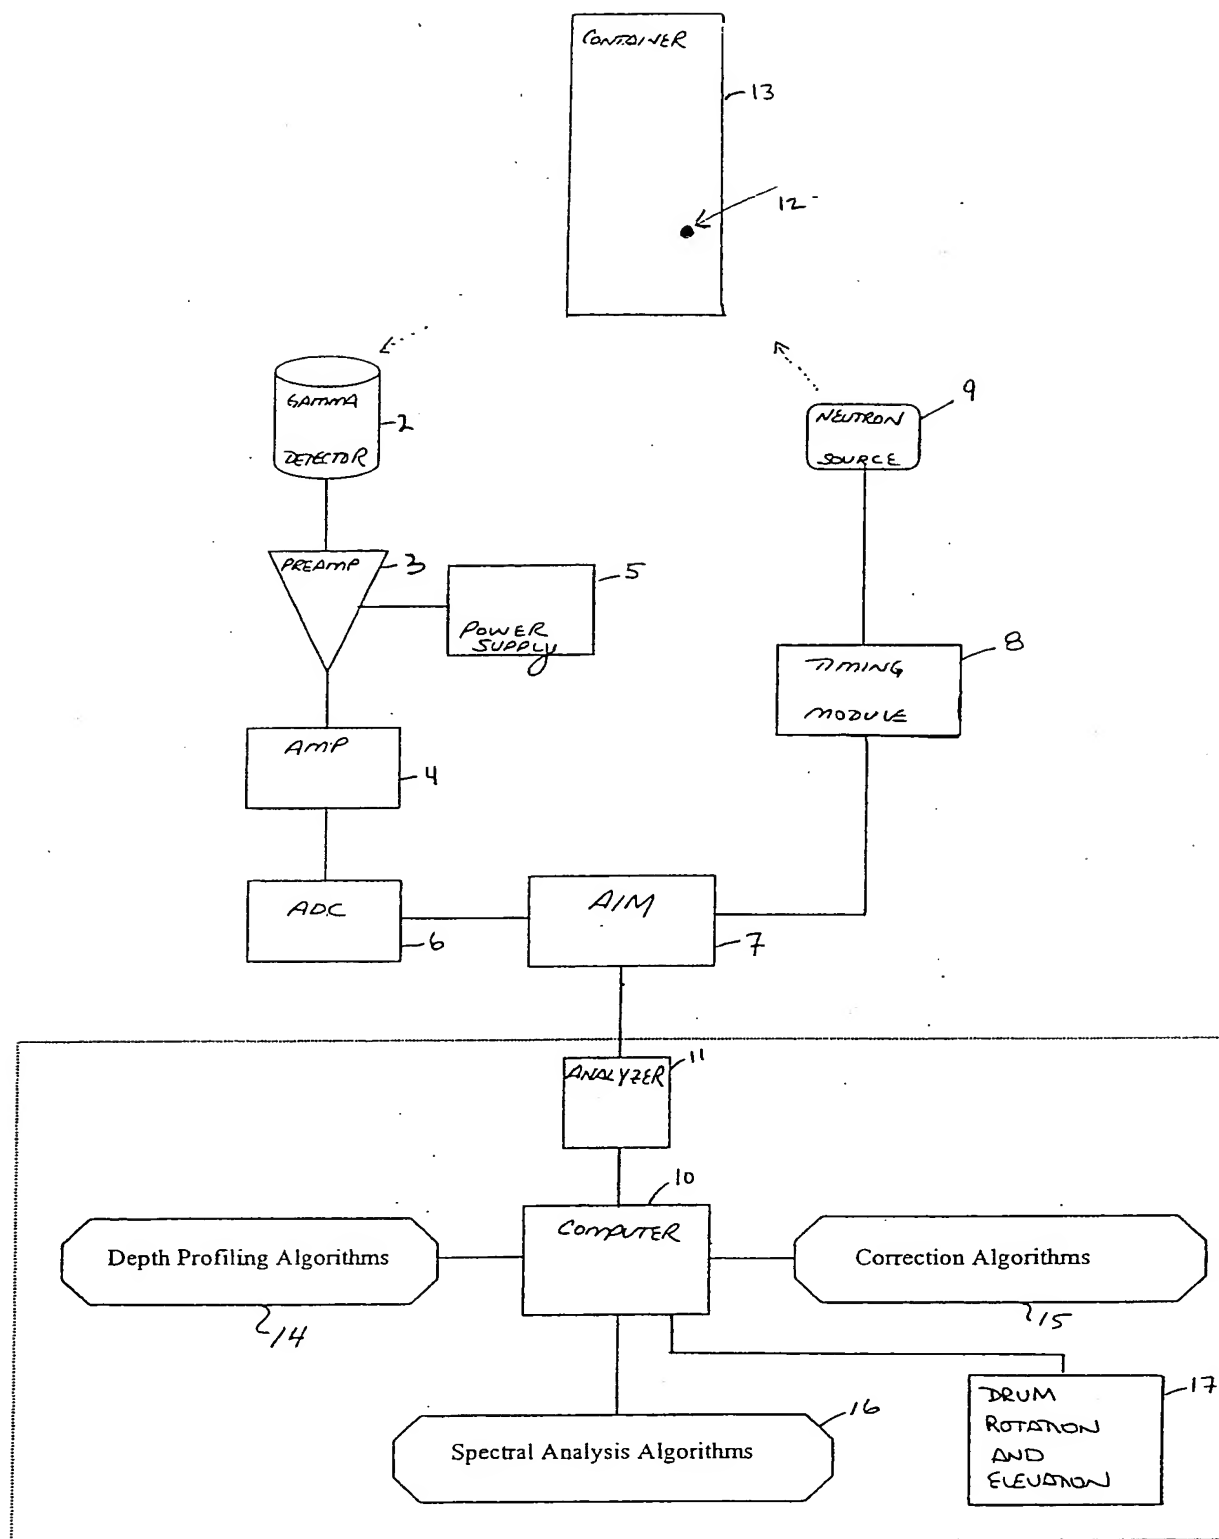 CONTAINER
13
12
GAMMA
DETECTOR
2
NEUTRON
SOURCE
9
PREAMP
3
POWER
SUPPLY
5
TIMING
MODULE
8
AMP
4
ADC
6
AIM
7
ANALYZER
11
COMPUTER
10
Depth Profiling Algorithms
14
Correction Algorithms
15
Spectral Analysis Algorithms
16
DRUM
ROTATION
AND
ELEVATION
17